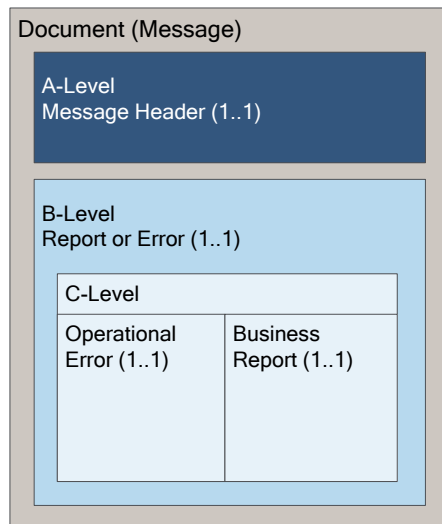 Document (Message)
A-Level
Message Header (1..1)
B-Level
Report or Error (1..1)
C-Level
Operational
Error (1..1)
Business
Report (1..1)